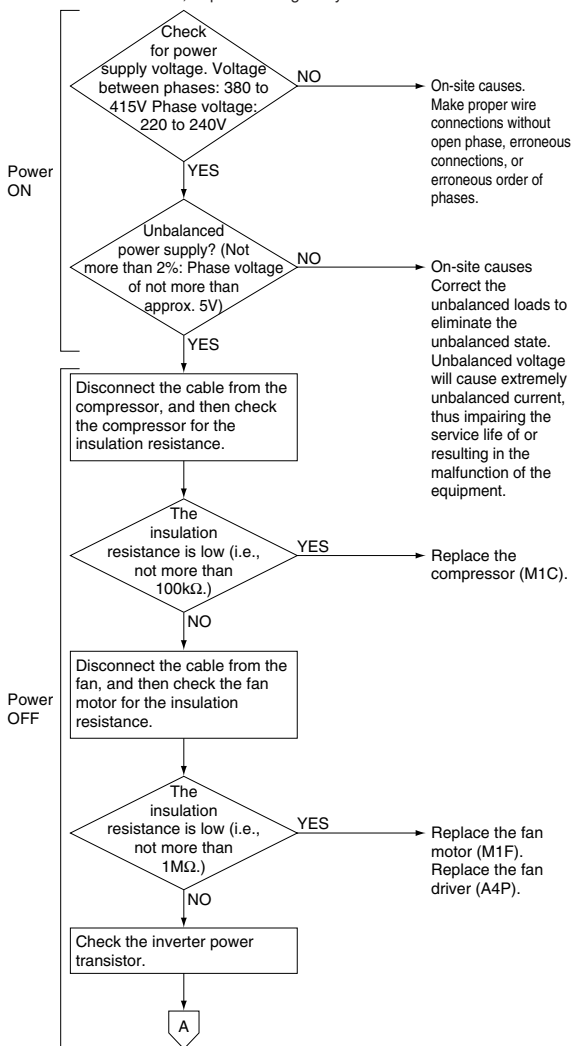 Check
for power
supply voltage. Voltage
between phases: 380 to
415V Phase voltage:
220 to 240V
NO
On-site causes.
Make proper wire
connections without
open phase, erroneous
connections, or
erroneous order of
phases.
Power
ON
YES
Unbalanced
power supply? (Not
more than 2%: Phase voltage
of not more than
approx. 5V)
NO
On-site causes
Correct the
unbalanced loads to
eliminate the
unbalanced state.
Unbalanced voltage
will cause extremely
unbalanced current,
thus impairing the
service life of or
resulting in the
malfunction of the
equipment.
YES
Disconnect the cable from the
compressor, and then check
the compressor for the
insulation resistance.
The
insulation
resistance is low (i.e.,
not more than
100kΩ.)
YES
Replace the
compressor (M1C).
NO
Power
OFF
Disconnect the cable from the
fan, and then check the fan
motor for the insulation
resistance.
The
insulation
resistance is low (i.e.,
not more than
1MΩ.)
YES
Replace the fan
motor (M1F).
Replace the fan
driver (A4P).
NO
Check the inverter power
transistor.
A